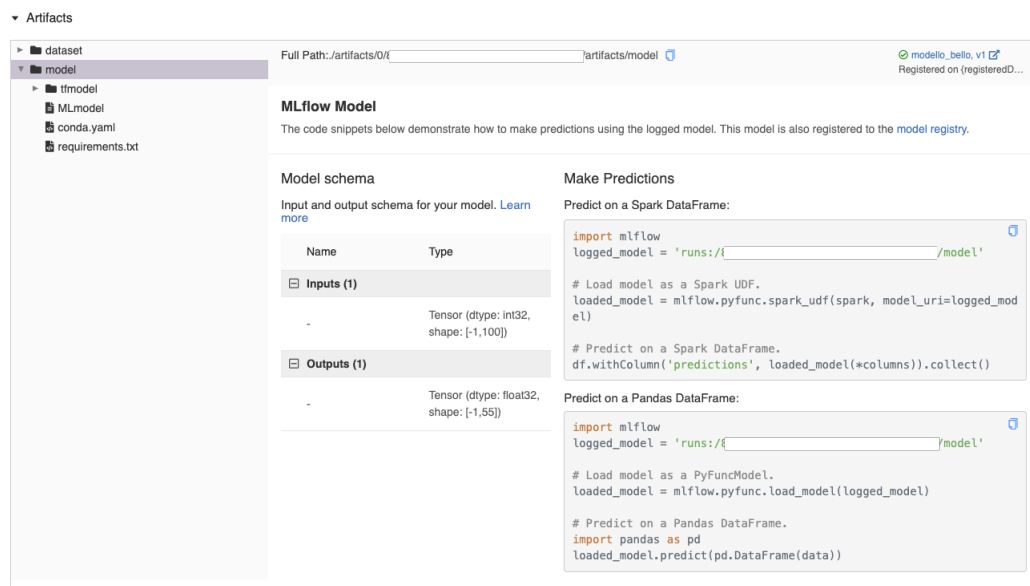 Artifacts
dataset
model
tfmodel
MLmodel
conda.yaml
requirements.txt
Full Path:./artifacts/0/8
/artifacts/model
modello_bello, v1
Registered on {registeredD...
MLflow Model
The code snippets below demonstrate how to make predictions using the logged model. This model is also registered to the model registry.
Model schema
Input and output schema for your model. Learn
more
Name Type
Inputs (1)
- Tensor (dtype: int32,
shape: [-1,100])
Outputs (1)
- Tensor (dtype: float32,
shape: [-1,55])
Make Predictions
Predict on a Spark DataFrame:
import mlflow
logged_model = 'runs:/8 /model'
# Load model as a Spark UDF.
loaded_model = mlflow.pyfunc.spark_udf(spark, model_uri=logged_mod
el)
# Predict on a Spark DataFrame.
df.withColumn('predictions', loaded_model(*columns)).collect()
Predict on a Pandas DataFrame:
import mlflow
logged_model = 'runs:/8 /model'
# Load model as a PyFuncModel.
loaded_model = mlflow.pyfunc.load_model(logged_model)
# Predict on a Pandas DataFrame.
import pandas as pd
loaded_model.predict(pd.DataFrame(data))